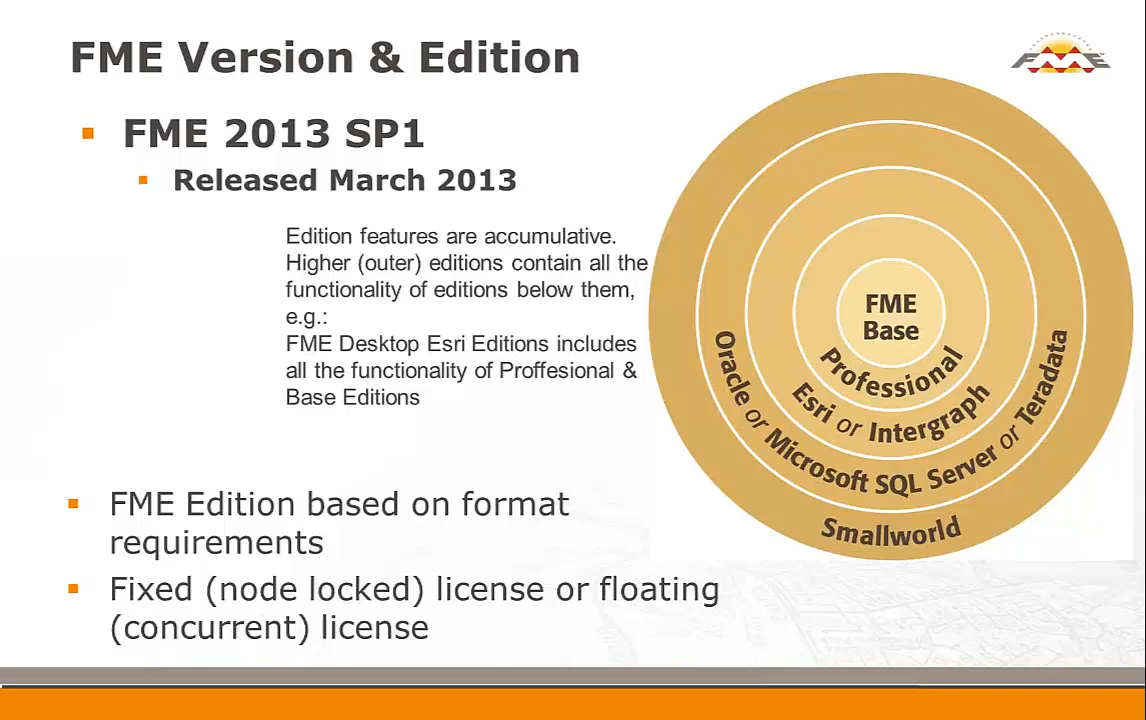 FME Version & Edition
FME
FME 2013 SP1
Released March 2013
Edition features are accumulative.
Higher (outer) editions contain all the
functionality of editions below them,
e.g.:
FME Desktop Esri Editions includes
all the functionality of Proffesional &
Base Editions
FME
Base
Professional
Esri or Intergraph
Oracle or Microsoft SQL Server or Teradata
Smallworld
FME Edition based on format
requirements
Fixed (node locked) license or floating
(concurrent) license